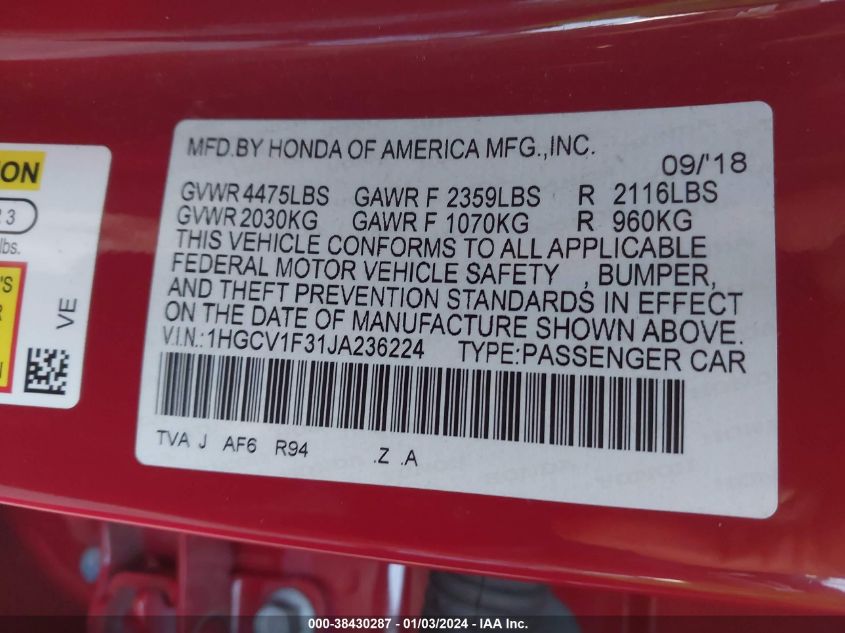 ON
R 3
lbs.
'S
R
VE
MFD.BY HONDA OF AMERICA MFG.,INC.
09/'18
GVWR 4475LBS GAWR F 2359LBS R 2116LBS
GVWR 2030KG GAWR F 1070KG R 960KG
THIS VEHICLE CONFORMS TO ALL APPLICABLE
FEDERAL MOTOR VEHICLE SAFETY , BUMPER,
AND THEFT PREVENTION STANDARDS IN EFFECT
ON THE DATE OF MANUFACTURE SHOWN ABOVE.
V.I.N.:1HGCV1F31JA236224 TYPE:PASSENGER CAR
TVA J AF6 R94 .Z .A
000-38430287 - 01/03/2024 - IAA Inc.